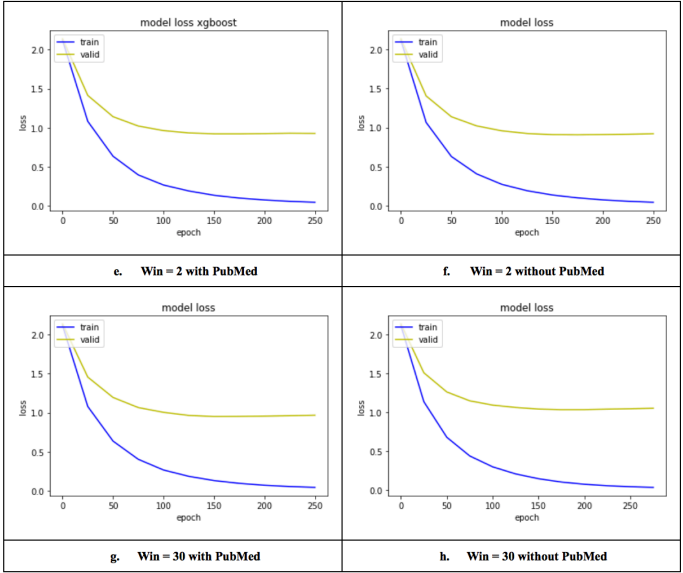 model loss xgboost
train
valid
2.0
1.5
1.0
0.5
0.0
loss
0 50 100 150 200 250
epoch
e. Win = 2 with PubMed
model loss
train
valid
2.0
1.5
1.0
0.5
0.0
loss
0 50 100 150 200 250
epoch
f. Win = 2 without PubMed
model loss
train
valid
2.0
1.5
1.0
0.5
0.0
loss
0 50 100 150 200 250
epoch
g. Win = 30 with PubMed
model loss
train
valid
2.0
1.5
1.0
0.5
0.0
loss
0 50 100 150 200 250
epoch
h. Win = 30 without PubMed